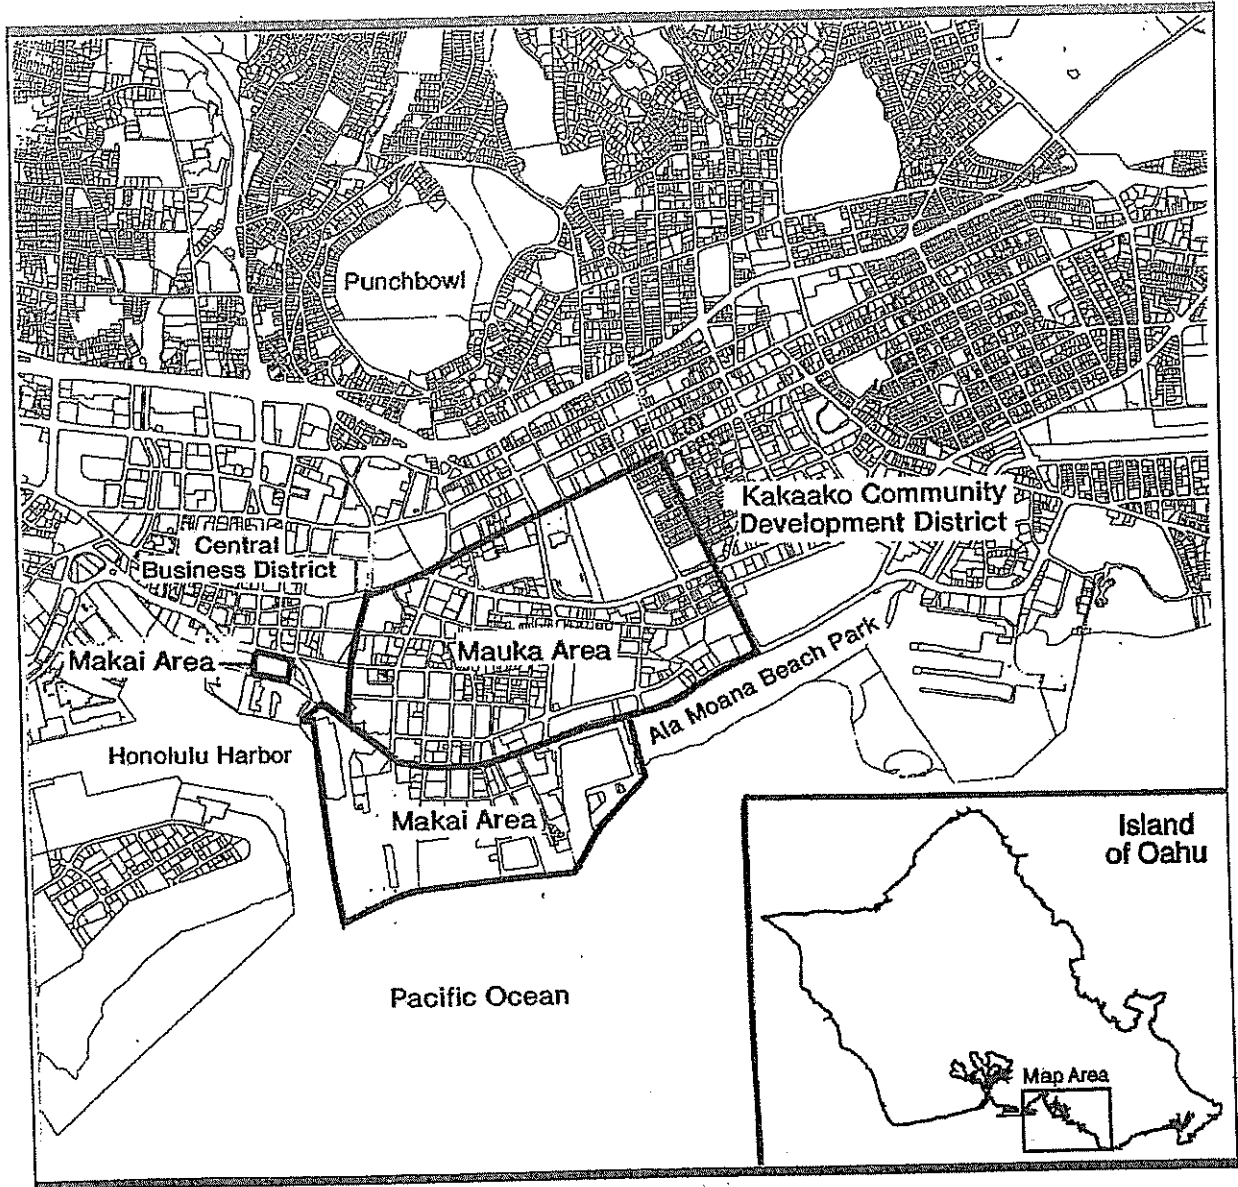 Punchbowl
Kakaako Community
Development District
Central
Business District
Makai Area
Mauka Area
Ala Moana Beach Park
Honolulu Harbor
Makai Area
Island
of Oahu
Pacific Ocean
Map Area